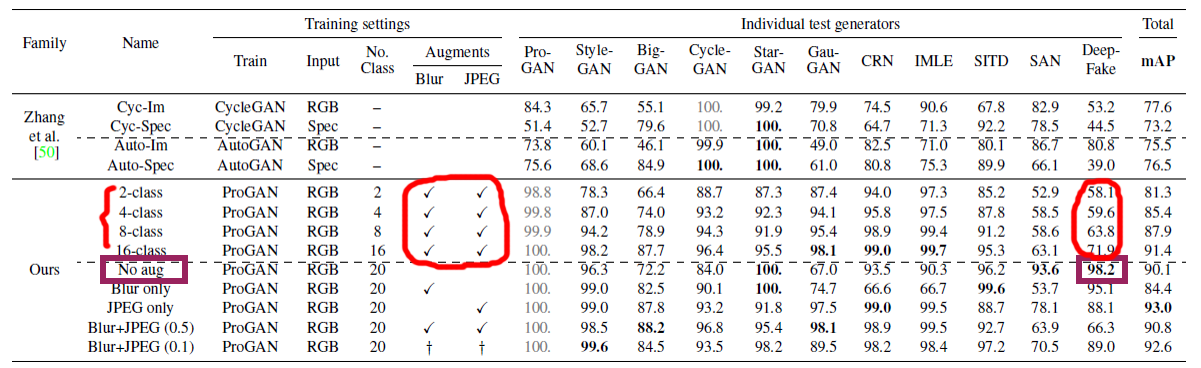 Family Name Training settings Individual test generators Total
Train Input No. Class Augments Blur JPEG Pro-GAN Style-GAN Big-GAN Cycle-GAN Star-GAN Gau-GAN CRN IMLE SITD SAN Deep-Fake mAP
Zhang et al. [50]
Cyc-Im CycleGAN RGB – 84.3 65.7 55.1 100. 99.2 79.9 74.5 90.6 67.8 82.9 53.2 77.6
Cyc-Spec CycleGAN Spec – 51.4 52.7 79.6 100. 100. 70.8 64.7 71.3 92.2 78.5 44.5 73.2
Auto-Im AutoGAN RGB – 73.8 60.1 46.1 99.9 100. 49.0 82.5 71.0 80.1 86.7 80.8 75.5
Auto-Spec AutoGAN Spec – 75.6 68.6 84.9 100. 100. 61.0 80.8 75.3 89.9 66.1 39.0 76.5
Ours
2-class ProGAN RGB 2 ✓ ✓ 98.8 78.3 66.4 88.7 87.3 87.4 94.0 97.3 85.2 52.9 58.1 81.3
4-class ProGAN RGB 4 ✓ ✓ 99.8 87.0 74.0 93.2 92.3 94.1 95.8 97.5 87.8 58.5 59.6 85.4
8-class ProGAN RGB 8 ✓ ✓ 99.9 94.2 78.9 94.3 91.9 95.4 98.9 99.4 91.2 58.6 63.8 87.9
16-class ProGAN RGB 16 ✓ ✓ 100. 98.2 87.7 96.4 95.5 98.1 99.0 99.7 95.3 63.1 71.9 91.4
No aug ProGAN RGB 20 100. 96.3 72.2 84.0 100. 67.0 93.5 90.3 96.2 93.6 98.2 90.1
Blur only ProGAN RGB 20 ✓ 100. 99.0 82.5 90.1 100. 74.7 66.6 66.7 99.6 53.7 95.1 84.4
JPEG only ProGAN RGB 20 ✓ 100. 99.0 87.8 93.2 91.8 97.5 99.0 99.5 88.7 78.1 88.1 93.0
Blur+JPEG (0.5) ProGAN RGB 20 ✓ ✓ 100. 98.5 88.2 96.8 95.4 98.1 98.9 99.5 92.7 63.9 66.3 90.8
Blur+JPEG (0.1) ProGAN RGB 20 † † 100. 99.6 84.5 93.5 98.2 89.5 98.2 98.4 97.2 70.5 89.0 92.6